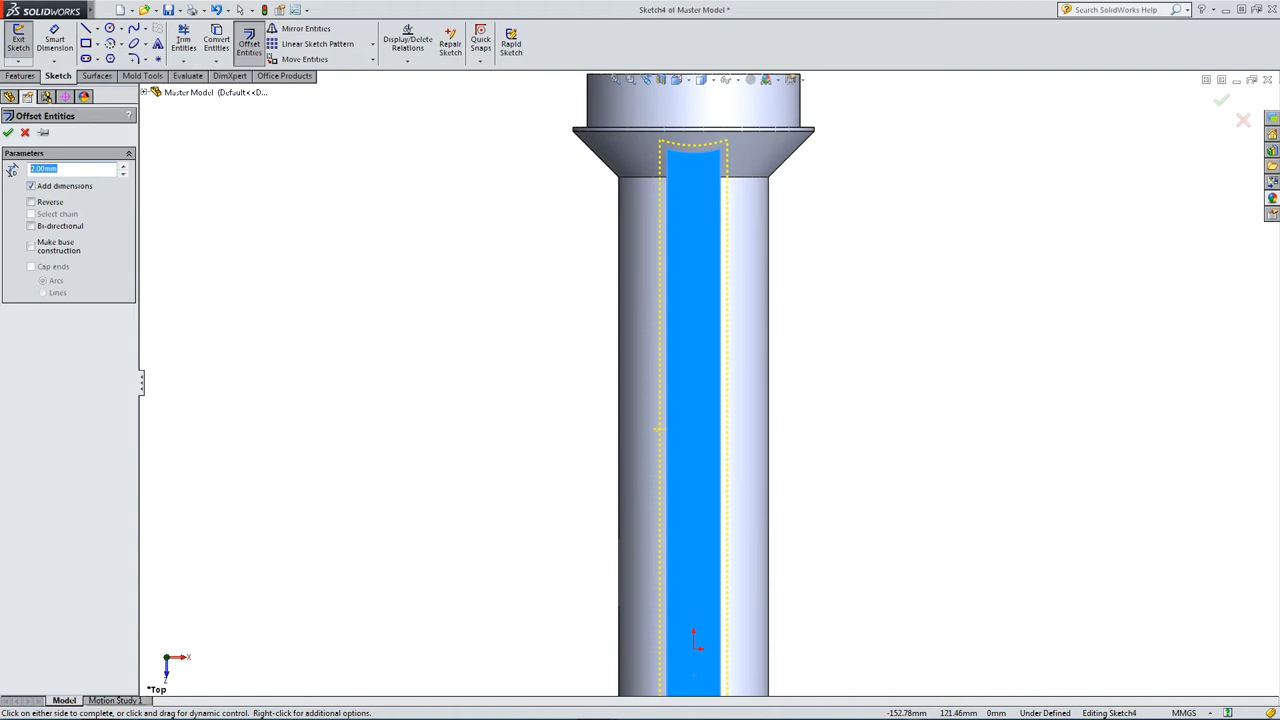 SOLIDWORKS
Sketch4 of Master Model *
SOLIDWORKS Help
Exit Sketch
Smart Dimension
Trim Entities
Convert Entities
Offset Entities
Mirror Entities
Linear Sketch Pattern
Move Entities
Display/Delete Relations
Repair Sketch
Quick Snaps
Rapid Sketch
Features
Sketch
Surfaces
Mold Tools
Evaluate
DimXpert
Office Products
Master Model (Default<<D...
Offset Entities
?
Parameters
2.00mm
Add dimensions
Reverse
Select chain
Bi-directional
Make base construction
Cap ends
Arcs
Lines
X
Z
*Top
Model
Motion Study 1
Click on either side to complete, or click and drag for dynamic control. Right-click for additional options.
-152.78mm
121.46mm
0mm
Under Defined
Editing Sketch4
MMGS